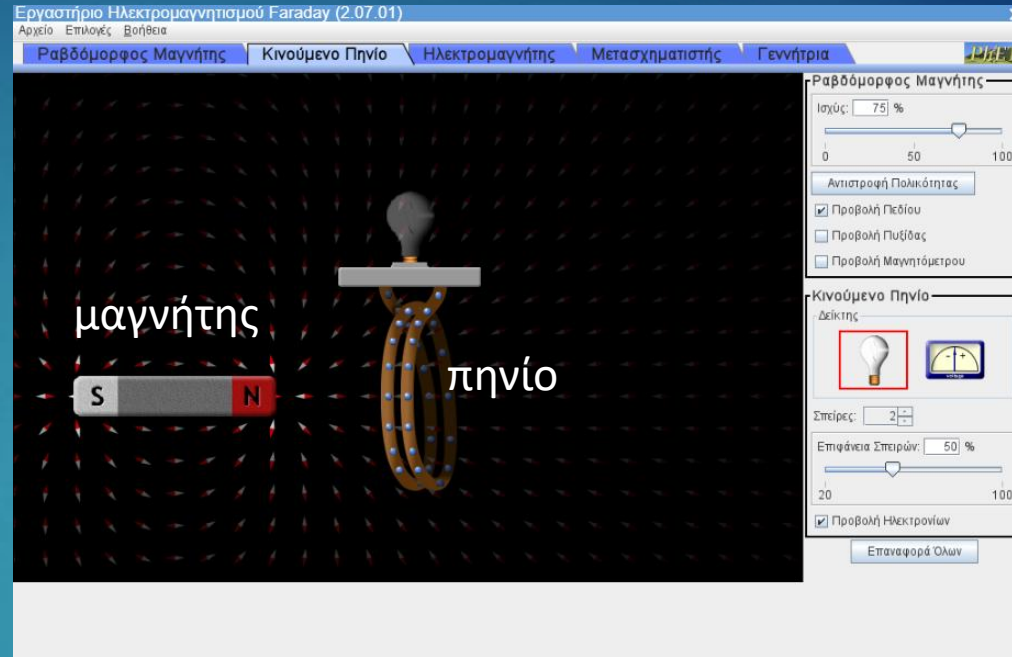 Εργαστήριο Ηλεκτρομαγνητισμού Faraday (2.07.01)
Αρχείο Επιλογές Βοήθεια
Ραβδόμορφος Μαγνήτης Κινούμενο Πηνίο Ηλεκτρομαγνήτης Μετασχηματιστής Γεννήτρια PhET
Ραβδόμορφος Μαγνήτης
Ισχύς: 75 %
0 50 100
Αντιστροφή Πολικότητας
Προβολή Πεδίου
Προβολή Πυξίδας
Προβολή Μαγνητόμετρου
μαγνήτης
S N
πηνίο
Κινούμενο Πηνίο
Δείκτης
- +
voltage
Σπείρες: 2
Επιφάνεια Σπειρών: 50 %
20 100
Προβολή Ηλεκτρονίων
Επαναφορά Όλων